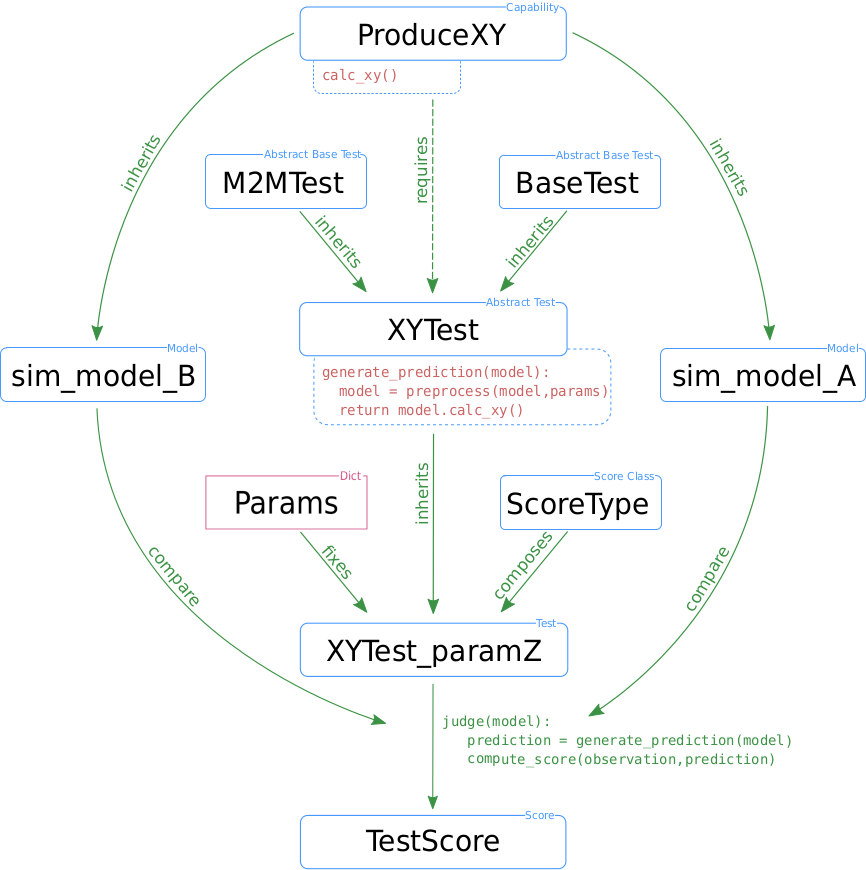 Capability
ProduceXY
calc_xy()
inherits
requires
inherits
Abstract Base Test
M2MTest
Abstract Base Test
BaseTest
inherits
inherits
Abstract Test
XYTest
generate_prediction(model):
model = preprocess(model,params)
return model.calc_xy()
Model
sim_model_B
Model
sim_model_A
Dict
Params
inherits
Score Class
ScoreType
fixes
composes
compare
compare
Test
XYTest_paramZ
judge(model):
prediction = generate_prediction(model)
compute_score(observation,prediction)
Score
TestScore